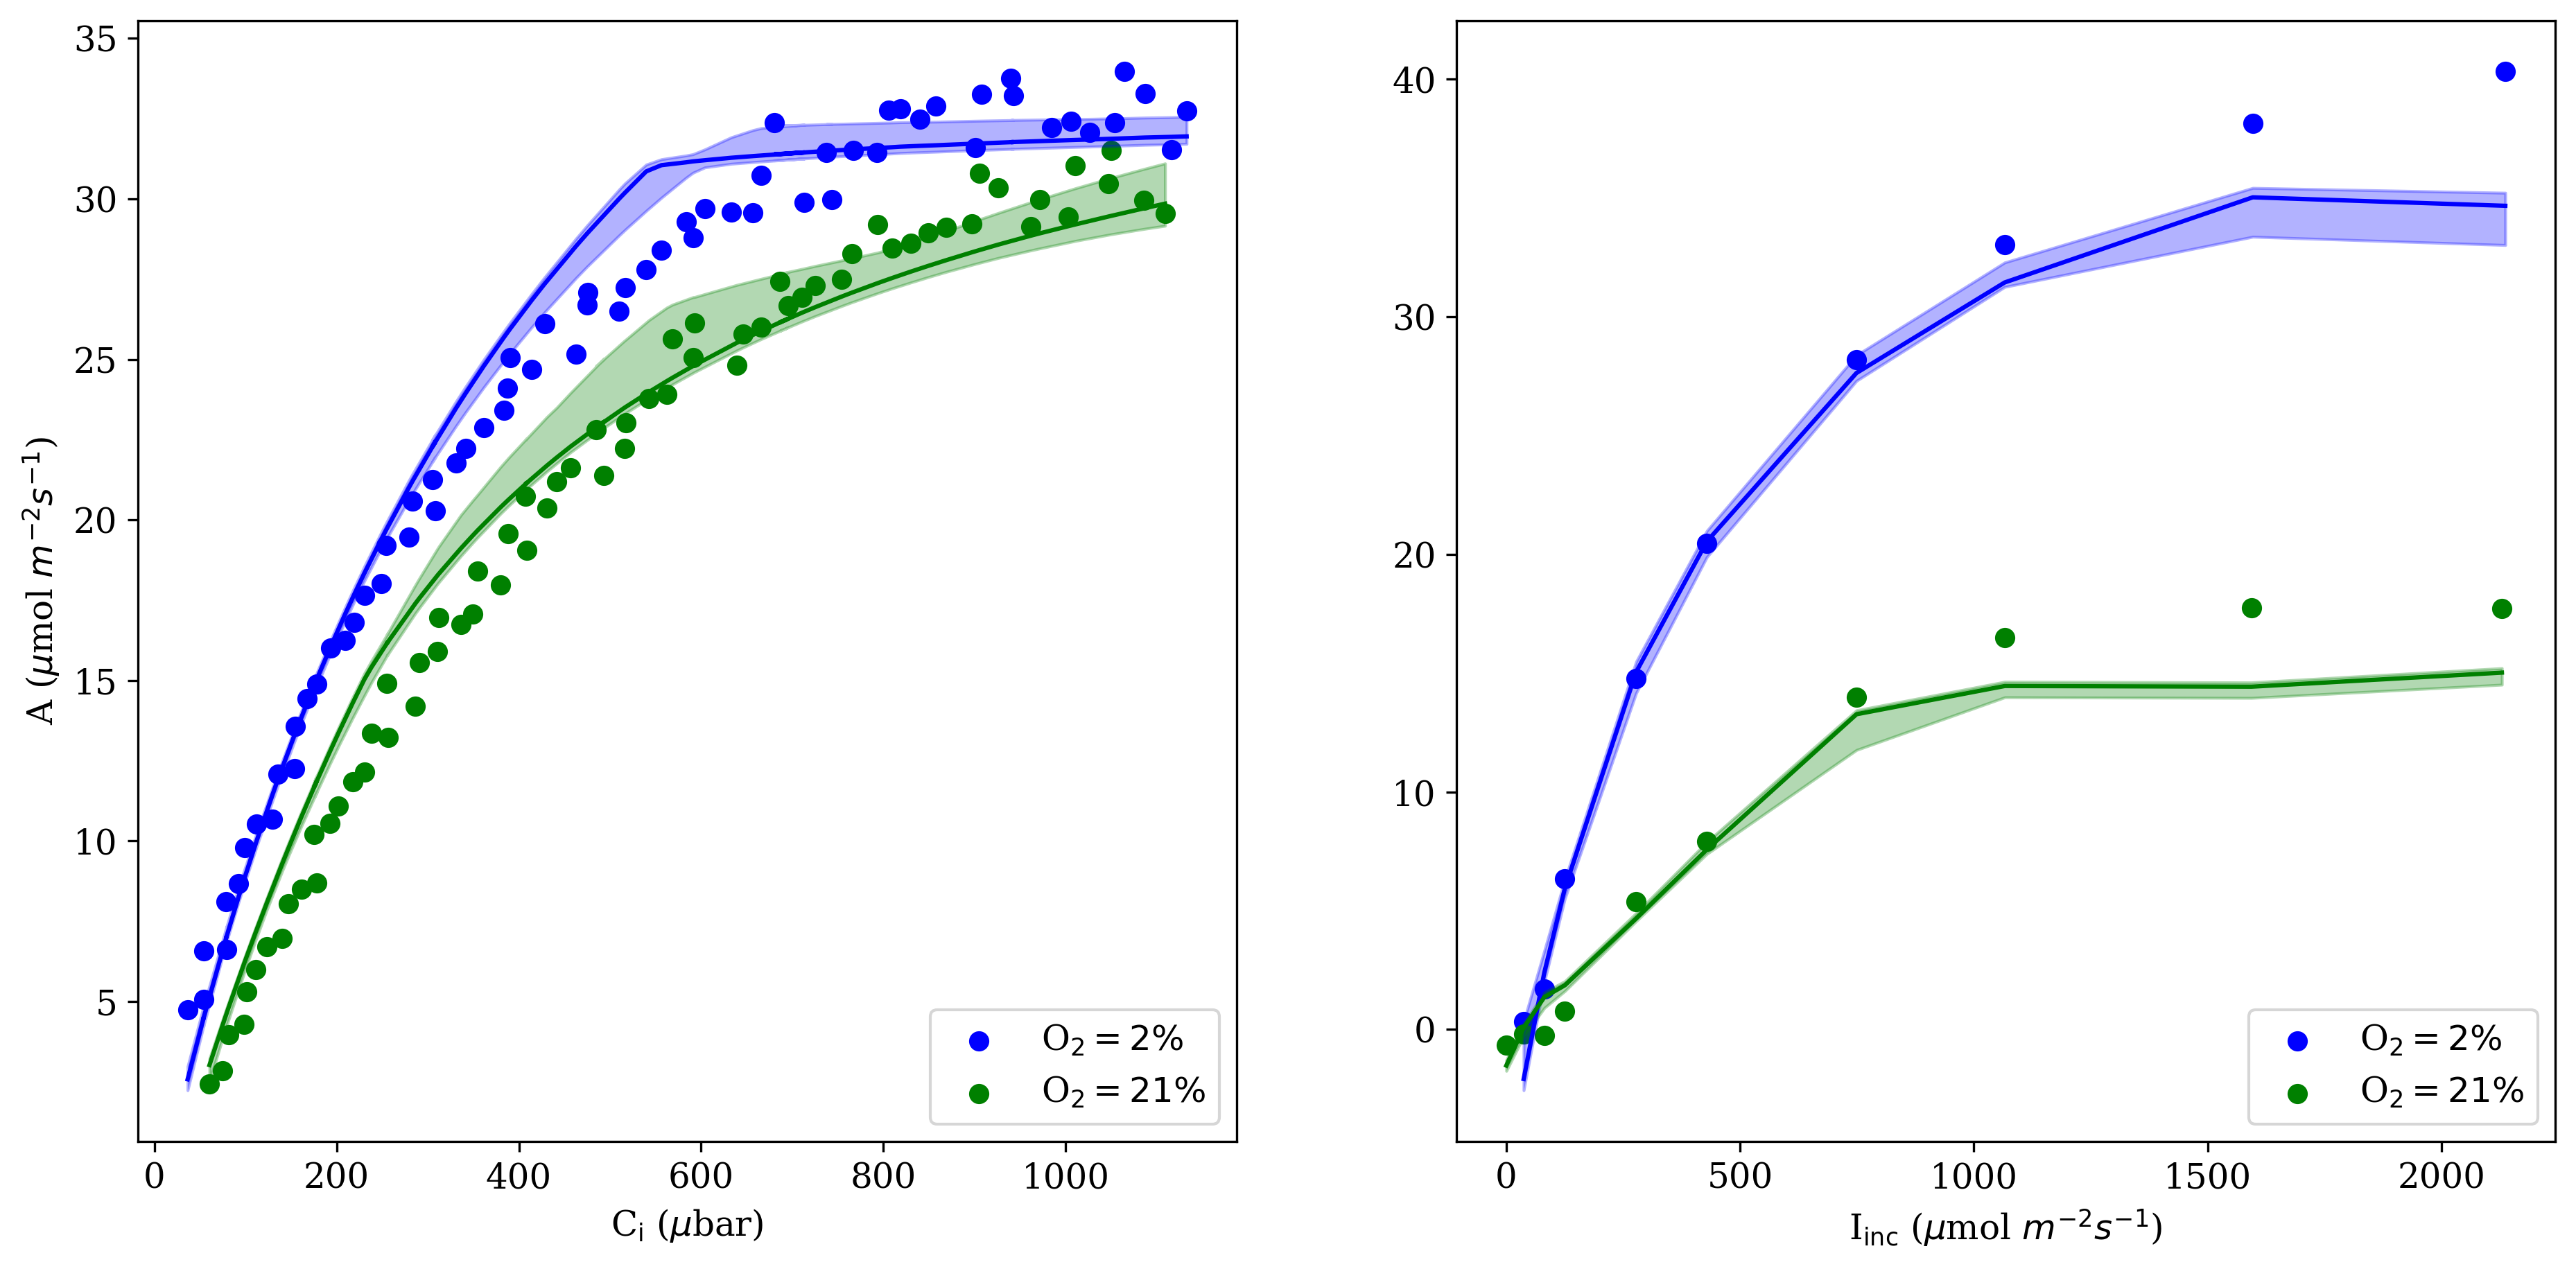 35
30
25
20
15
10
5
A (μmol m⁻²s⁻¹)
0 200 400 600 800 1000
C_i (μbar)
O₂ = 2%
O₂ = 21%
40
30
20
10
0
0 500 1000 1500 2000
I_inc (μmol m⁻²s⁻¹)
O₂ = 2%
O₂ = 21%